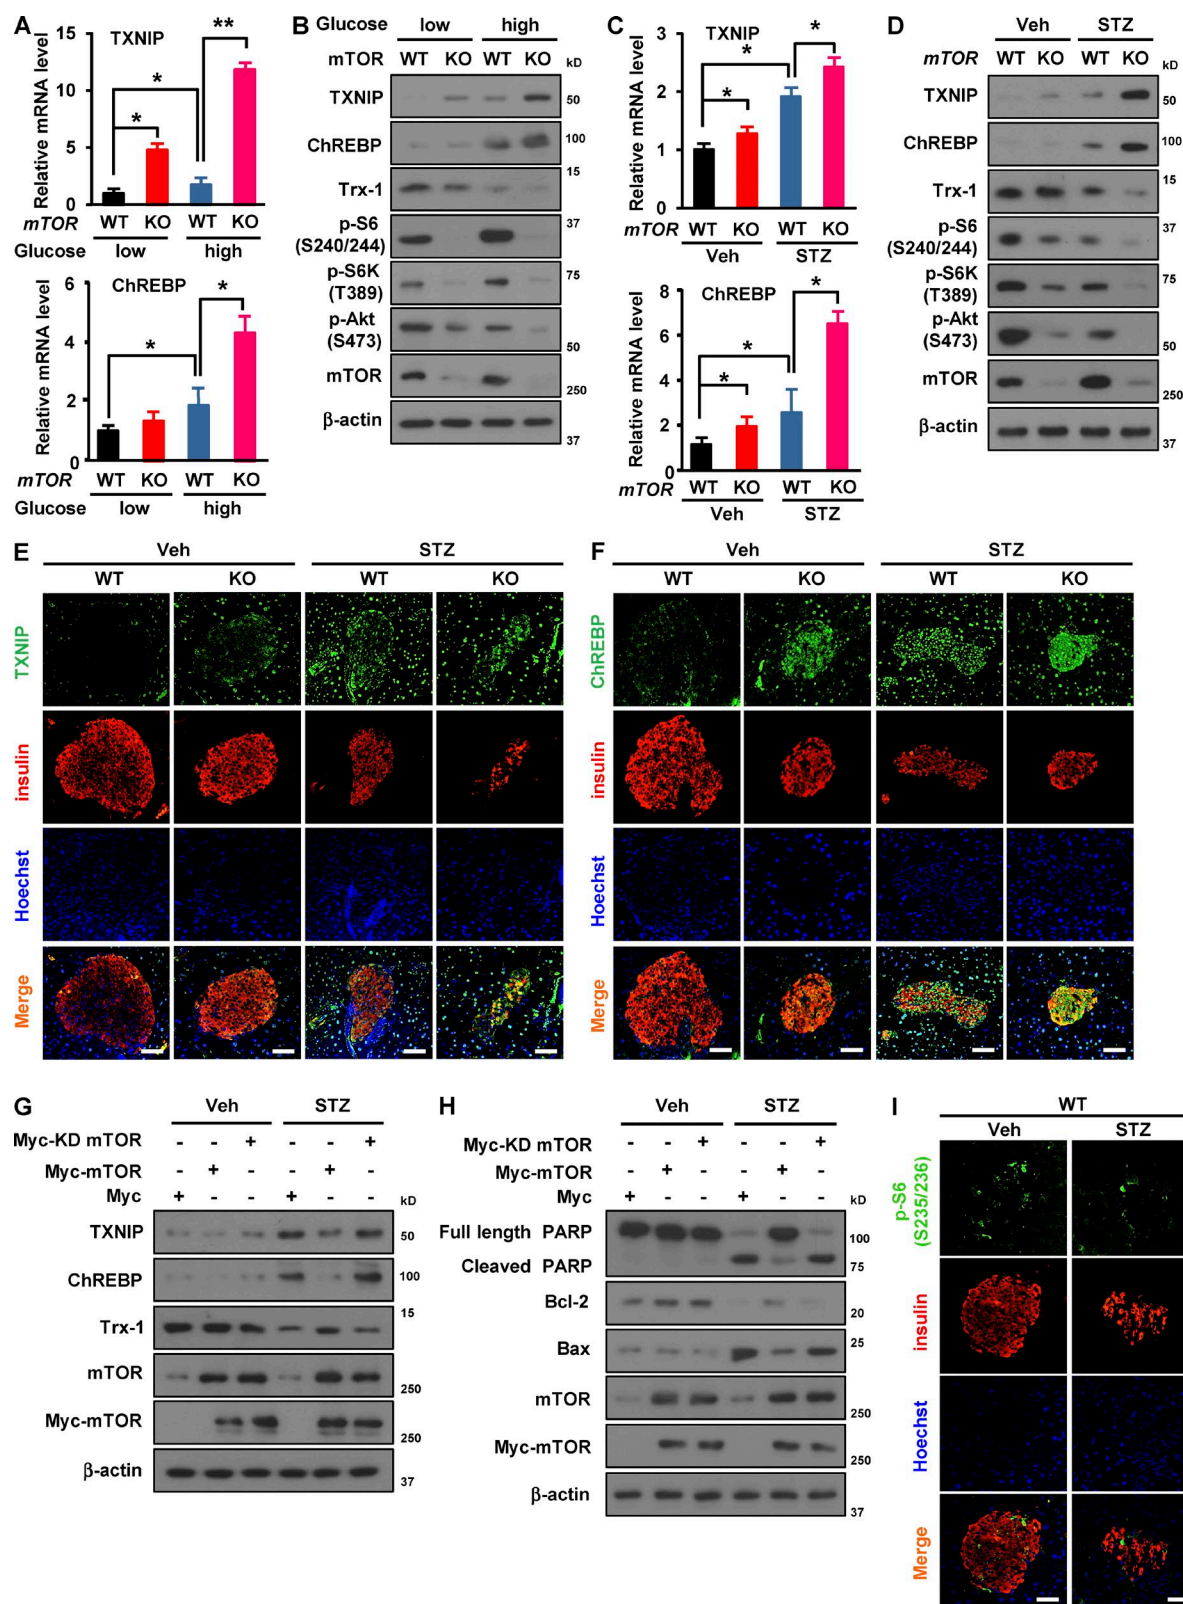 A
TXNIP
Relative mRNA level
15
10
5
0
*
*
**
mTOR WT KO WT KO
Glucose low high
ChREBP
Relative mRNA level
6
4
2
0
*
*
mTOR WT KO WT KO
Glucose low high
B
Glucose low high
mTOR WT KO WT KO
kD
TXNIP 50
ChREBP 100
Trx-1 15
p-S6 (S240/244) 37
p-S6K (T389) 75
p-Akt (S473) 50
mTOR 250
β-actin 37
C
TXNIP
Relative mRNA level
3
2
1
0
*
*
*
mTOR WT KO WT KO
Veh STZ
ChREBP
Relative mRNA level
8
6
4
2
0
*
*
*
mTOR WT KO WT KO
Veh STZ
D
Veh STZ
mTOR WT KO WT KO
kD
TXNIP 50
ChREBP 100
Trx-1 15
p-S6 (S240/244) 37
p-S6K (T389) 75
p-Akt (S473) 50
mTOR 250
β-actin 37
E
Veh STZ
WT KO WT KO
TXNIP
insulin
Hoechst
Merge
F
Veh STZ
WT KO WT KO
ChREBP
insulin
Hoechst
Merge
G
Veh STZ
Myc-KD mTOR - - + - - +
Myc-mTOR - + - - + -
Myc + - - + - -
kD
TXNIP 50
ChREBP 100
Trx-1 15
mTOR 250
Myc-mTOR 250
β-actin 37
H
Veh STZ
Myc-KD mTOR - - + - - +
Myc-mTOR - + - - + -
Myc + - - + - -
kD
Full length PARP 100
Cleaved PARP 75
Bcl-2 20
Bax 25
mTOR 250
Myc-mTOR 250
β-actin 37
I
WT
Veh STZ
p-S6 (S235/236)
insulin
Hoechst
Merge